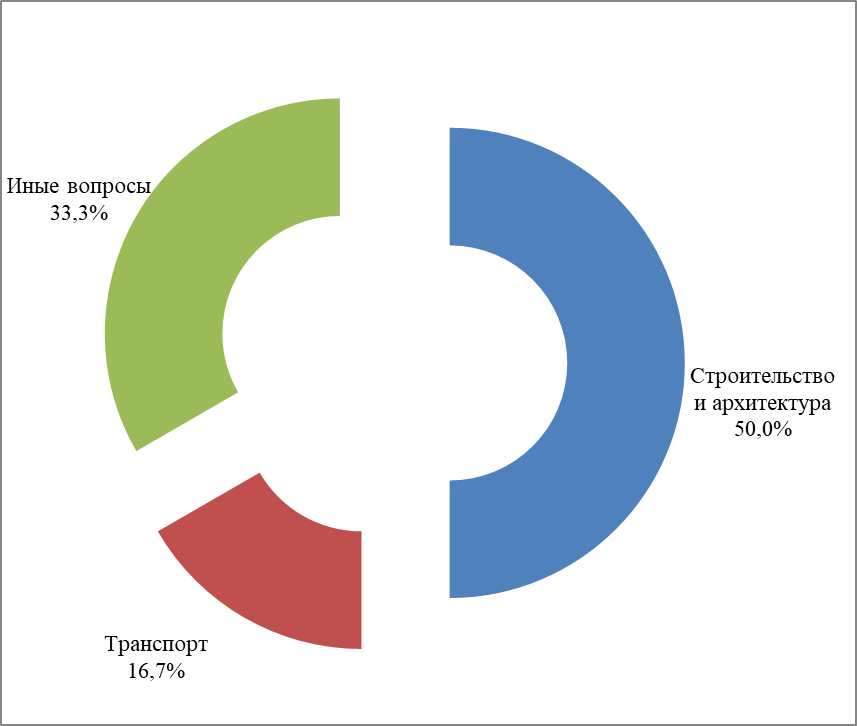 Иные вопросы
33,3%
Строительство
и архитектура
50,0%
Транспорт
16,7%